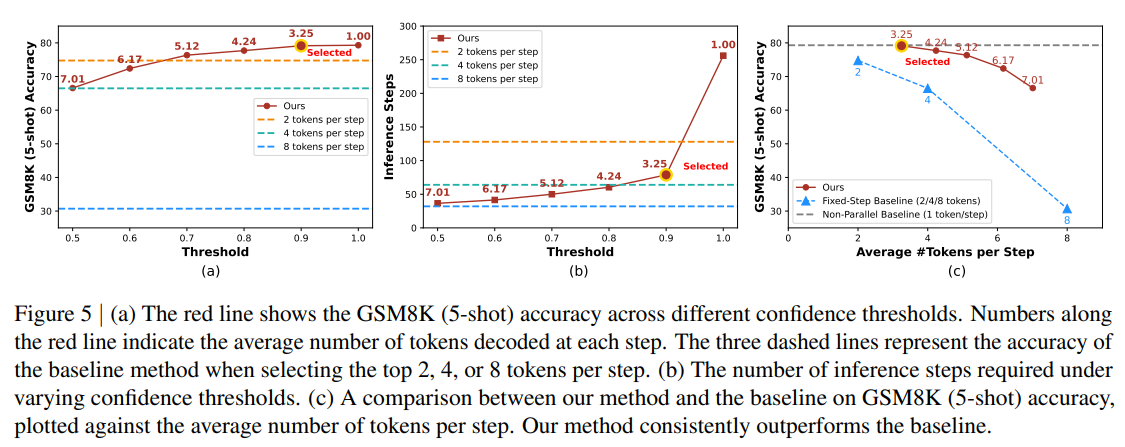 GSM8K (5-shot) Accuracy
80
70
60
50
40
30
7.01
6.17
5.12
4.24
3.25
1.00
Selected
Ours
2 tokens per step
4 tokens per step
8 tokens per step
0.5 0.6 0.7 0.8 0.9 1.0
Threshold
(a)
Inference Steps
300
250
200
150
100
50
0
Ours
2 tokens per step
4 tokens per step
8 tokens per step
7.01
6.17
5.12
4.24
3.25
Selected
1.00
0.5 0.6 0.7 0.8 0.9 1.0
Threshold
(b)
GSM8K (5-shot) Accuracy
80
70
60
50
40
30
3.25
4.24
5.12
6.17
7.01
Selected
2
4
8
Ours
Fixed-Step Baseline (2/4/8 tokens)
Non-Parallel Baseline (1 token/step)
0 2 4 6 8
Average #Tokens per Step
(c)
Figure 5 | (a) The red line shows the GSM8K (5-shot) accuracy across different confidence thresholds. Numbers along
the red line indicate the average number of tokens decoded at each step. The three dashed lines represent the accuracy of
the baseline method when selecting the top 2, 4, or 8 tokens per step. (b) The number of inference steps required under
varying confidence thresholds. (c) A comparison between our method and the baseline on GSM8K (5-shot) accuracy,
plotted against the average number of tokens per step. Our method consistently outperforms the baseline.